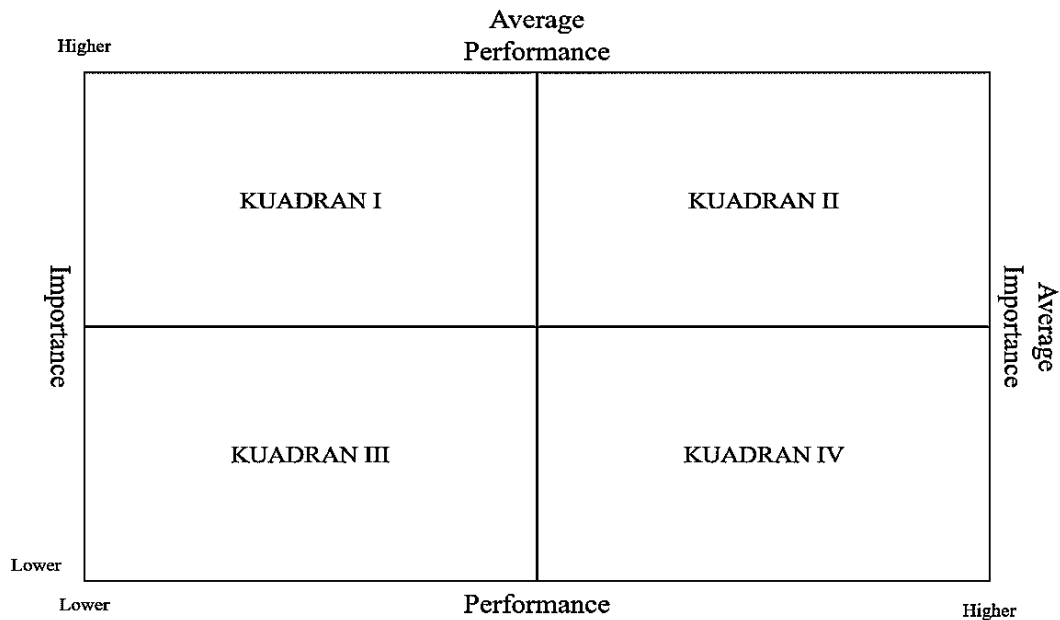 Average
Performance
Higher
KUADRAN I
KUADRAN II
Importance
Average
Importance
KUADRAN III
KUADRAN IV
Lower
Lower
Performance
Higher